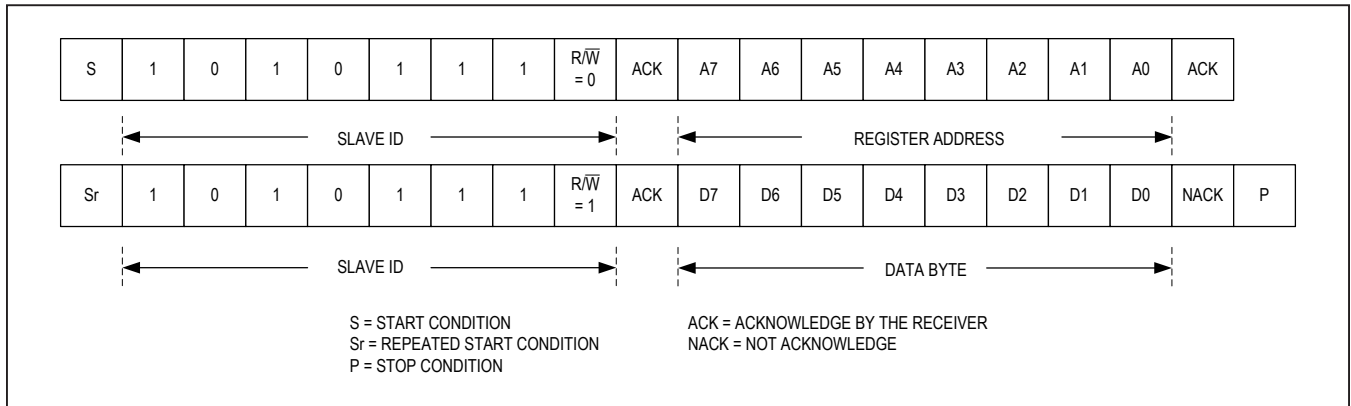 S 1 0 1 0 1 1 1 R/W̅ = 0 ACK A7 A6 A5 A4 A3 A2 A1 A0 ACK
SLAVE ID REGISTER ADDRESS
Sr 1 0 1 0 1 1 1 R/W̅ = 1 ACK D7 D6 D5 D4 D3 D2 D1 D0 NACK P
SLAVE ID DATA BYTE
S = START CONDITION
Sr = REPEATED START CONDITION
P = STOP CONDITION
ACK = ACKNOWLEDGE BY THE RECEIVER
NACK = NOT ACKNOWLEDGE